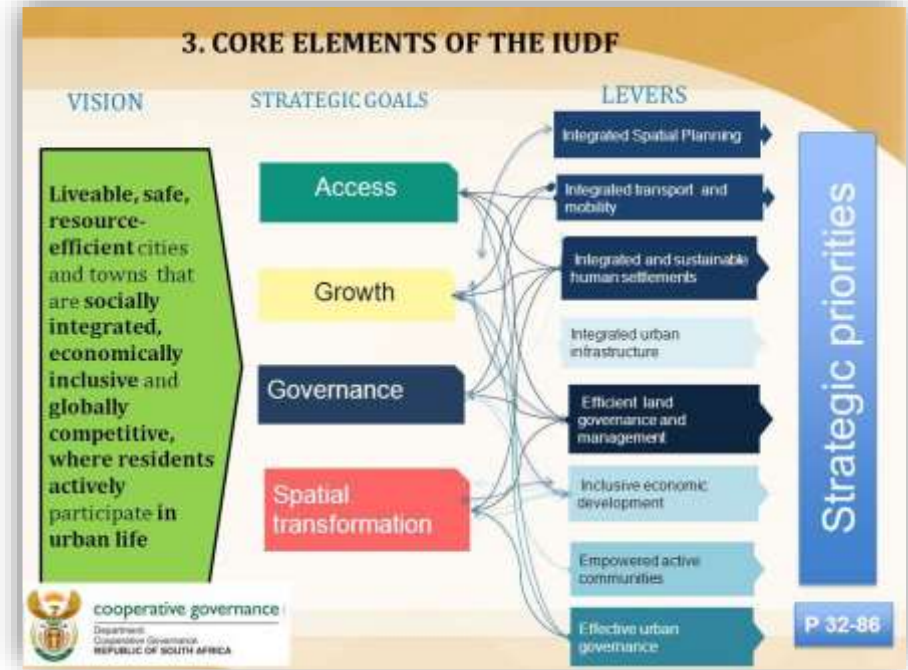 3. CORE ELEMENTS OF THE IUDF
VISION
STRATEGIC GOALS
LEVERS
Liveable, safe,
resource-
efficient cities
and towns that
are socially
integrated,
economically
inclusive and
globally
competitive,
where residents
actively
participate in
urban life
Access
Growth
Governance
Spatial
transformation
Integrated Spatial Planning
Integrated transport and
mobility
Integrated and sustainable
human settlements
Integrated urban
infrastructure
Efficient land
governance and
management
Inclusive economic
development
Empowered active
communities
Effective urban
governance
Strategic priorities
P 32-86
cooperative governance
Department:
Cooperative Governance
REPUBLIC OF SOUTH AFRICA